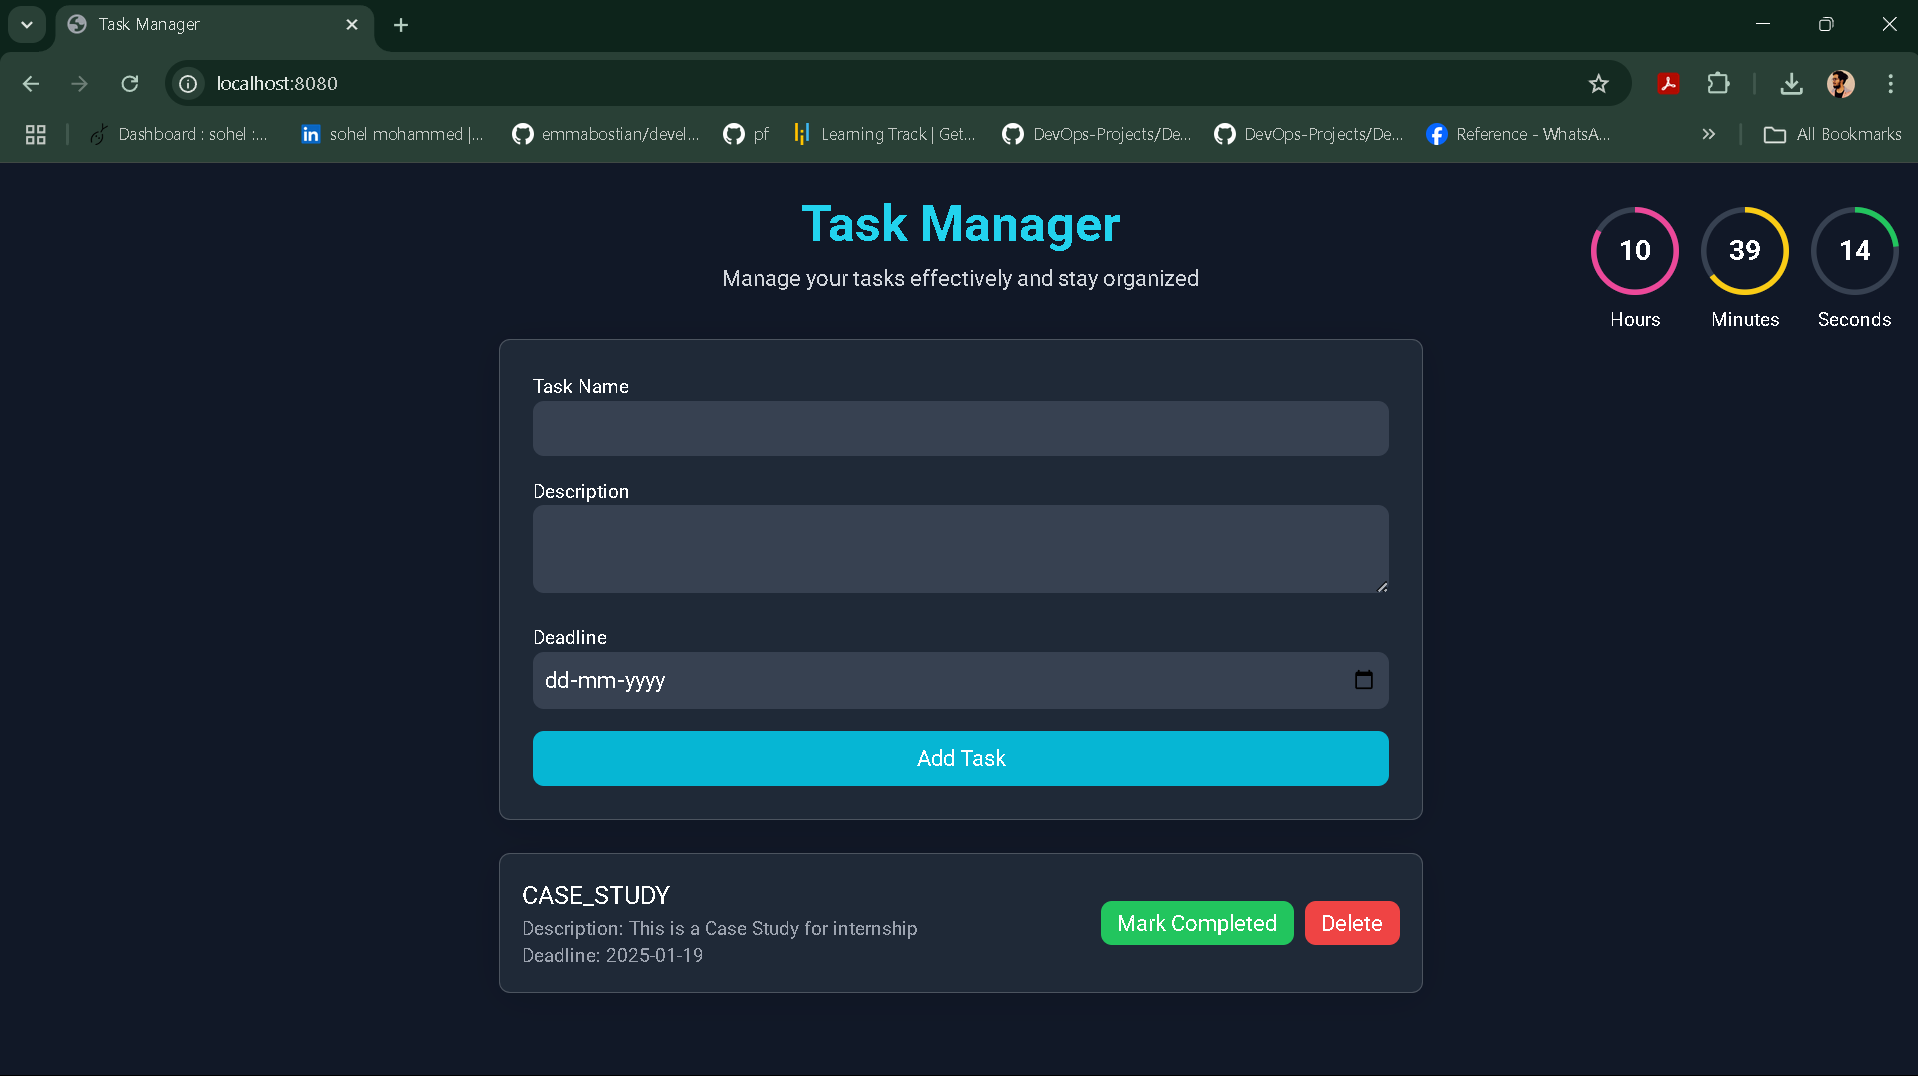 Task Manager
localhost:8080
Dashboard : sohel :...
sohel mohammed |...
emmabostian/devel...
pf
Learning Track | Get...
DevOps-Projects/De...
DevOps-Projects/De...
Reference - WhatsA...
All Bookmarks
Task Manager
Manage your tasks effectively and stay organized
10
39
14
Hours
Minutes
Seconds
Task Name
Description
Deadline
dd-mm-yyyy
Add Task
CASE_STUDY
Description: This is a Case Study for internship
Deadline: 2025-01-19
Mark Completed
Delete